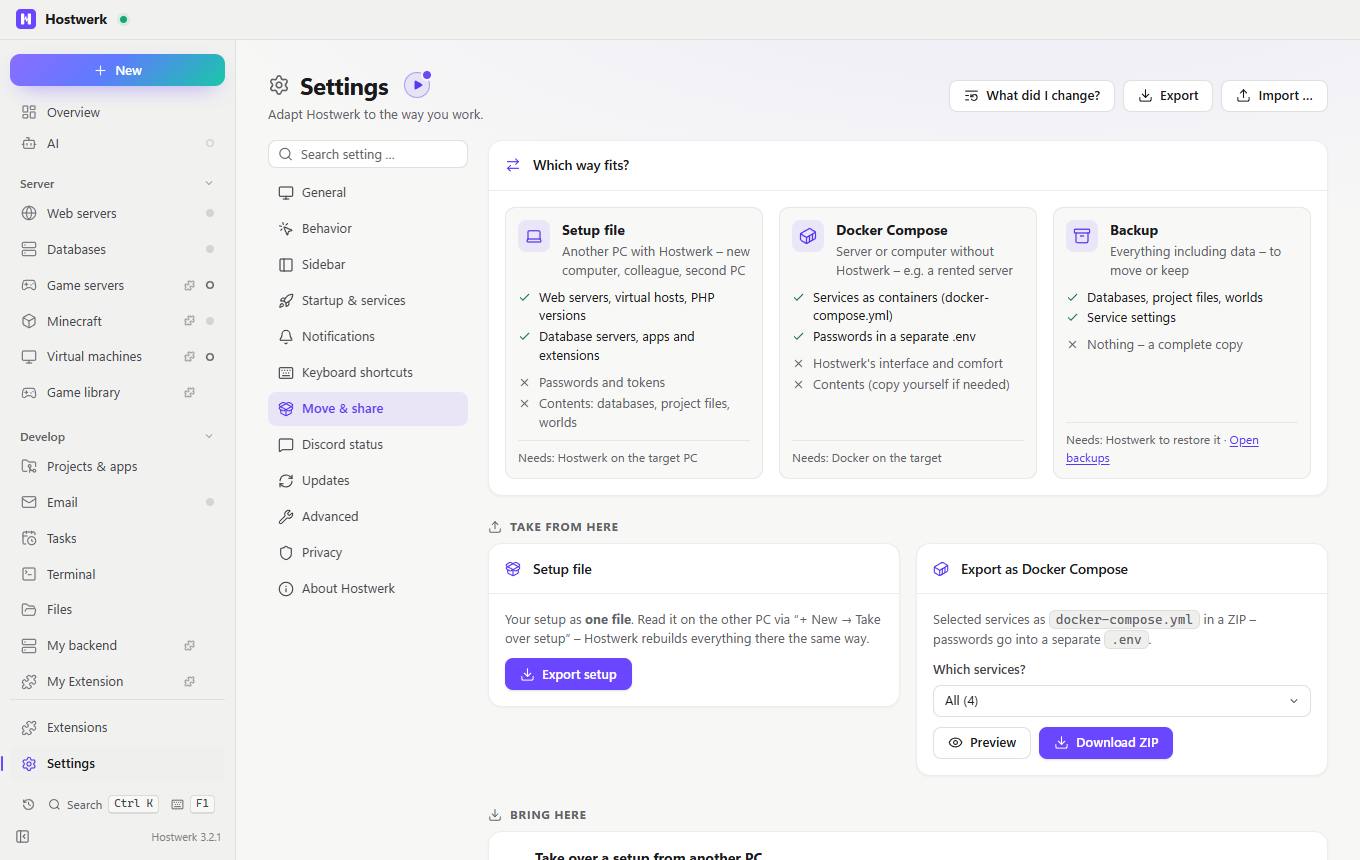 Hostwerk
New
Overview
AI
Server
Web servers
Databases
Game servers
Minecraft
Virtual machines
Game library
Develop
Projects & apps
Email
Tasks
Terminal
Files
My backend
My Extension
Extensions
Settings
Search Ctrl K F1
Hostwerk 3.2.1
Settings
Adapt Hostwerk to the way you work.
What did I change?
Export
Import ...
Search setting ...
General
Behavior
Sidebar
Startup & services
Notifications
Keyboard shortcuts
Move & share
Discord status
Updates
Advanced
Privacy
About Hostwerk
Which way fits?
Setup file
Another PC with Hostwerk – new
computer, colleague, second PC
Web servers, virtual hosts, PHP
versions
Database servers, apps and
extensions
Passwords and tokens
Contents: databases, project files,
worlds
Needs: Hostwerk on the target PC
Docker Compose
Server or computer without
Hostwerk – e.g. a rented server
Services as containers (docker-
compose.yml)
Passwords in a separate .env
Hostwerk's interface and comfort
Contents (copy yourself if needed)
Needs: Docker on the target
Backup
Everything including data – to
move or keep
Databases, project files, worlds
Service settings
Nothing – a complete copy
Needs: Hostwerk to restore it · Open
backups
TAKE FROM HERE
Setup file
Your setup as one file. Read it on the other PC via "+ New → Take
over setup" – Hostwerk rebuilds everything there the same way.
Export setup
Export as Docker Compose
Selected services as docker-compose.yml in a ZIP –
passwords go into a separate .env.
Which services?
All (4)
Preview
Download ZIP
BRING HERE
Take over a setup from another PC